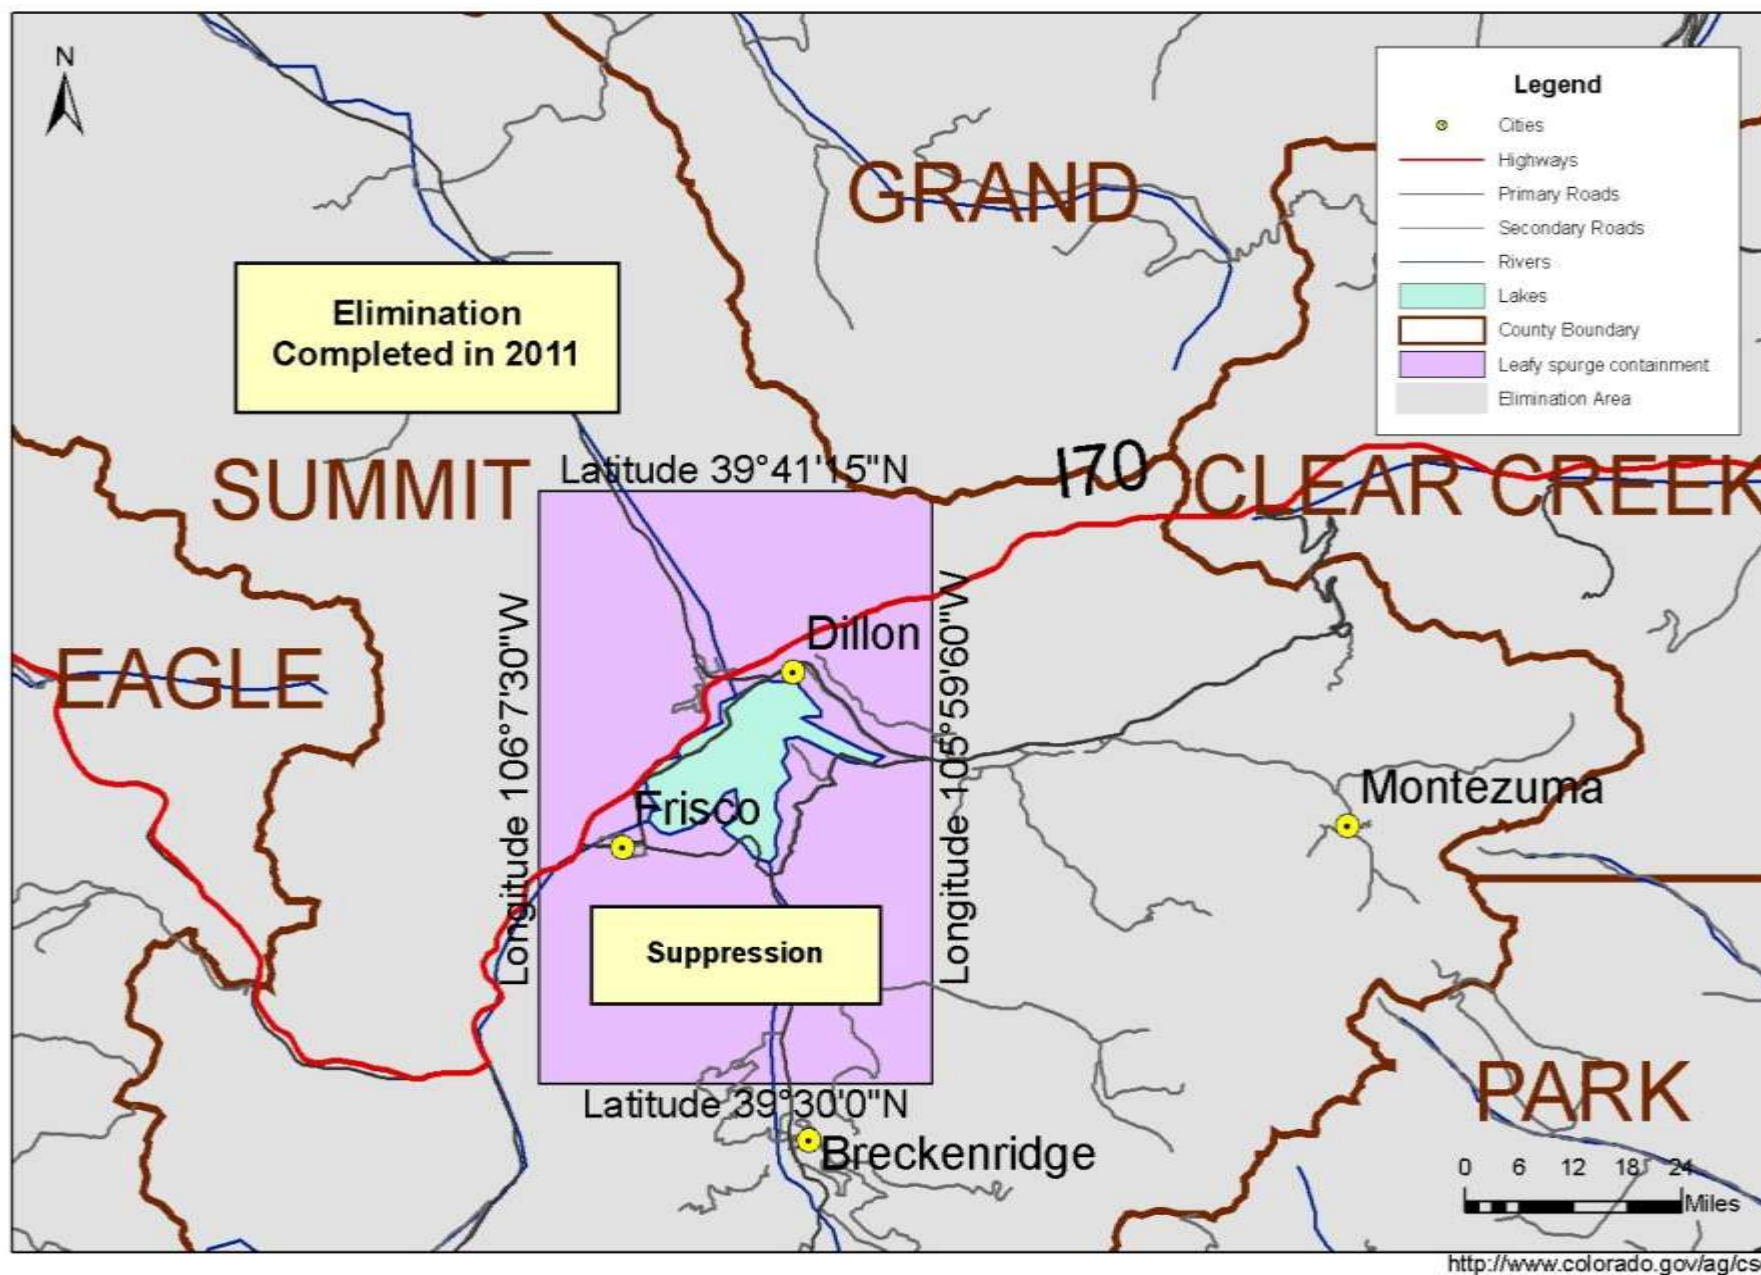 N
Legend
Cities
Highways
Primary Roads
Secondary Roads
Rivers
Lakes
County Boundary
Leafy spurge containment
Elimination Area
GRAND
Elimination
Completed in 2011
SUMMIT
Latitude 39°41'15"N
I70
CLEAR CREEK
EAGLE
Longitude 106°7'30"W
Dillon
Longitude 105°59'60"W
Frisco
Montezuma
Suppression
Latitude 39°30'0"N
PARK
Breckenridge
0 6 12 18 24
Miles
http://www.colorado.gov/ag/cs